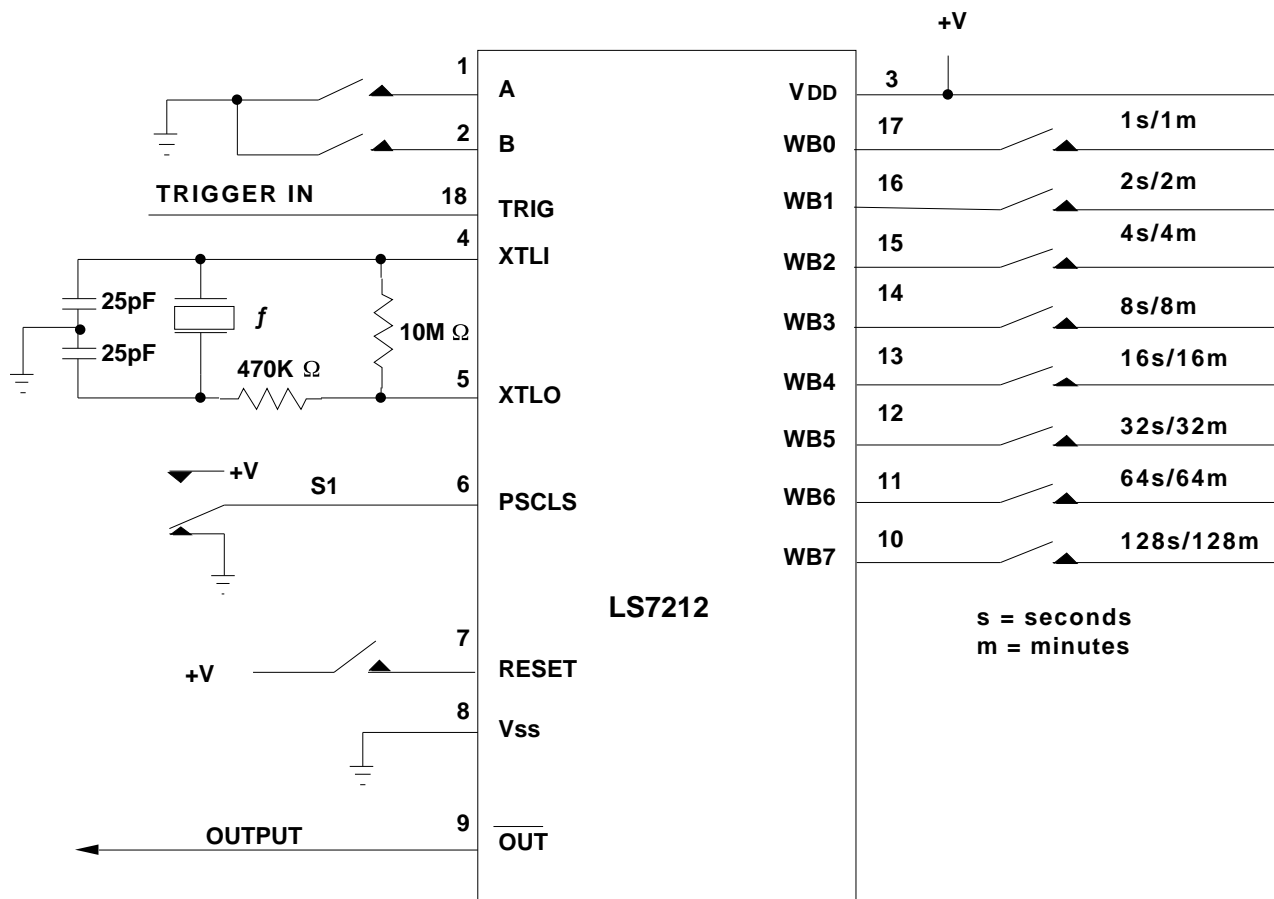 +V
1
A
2
B
TRIGGER IN
18
TRIG
4
XTLI
25pF
25pF
f
10M Ω
470K Ω
5
XTLO
+V
S1
6
PSCLS
LS7212
7
+V
RESET
8
Vss
OUTPUT
9
OUT
VDD
3
WB0
17
1s/1m
WB1
16
2s/2m
WB2
15
4s/4m
WB3
14
8s/8m
WB4
13
16s/16m
WB5
12
32s/32m
WB6
11
64s/64m
WB7
10
128s/128m
s = seconds
m = minutes